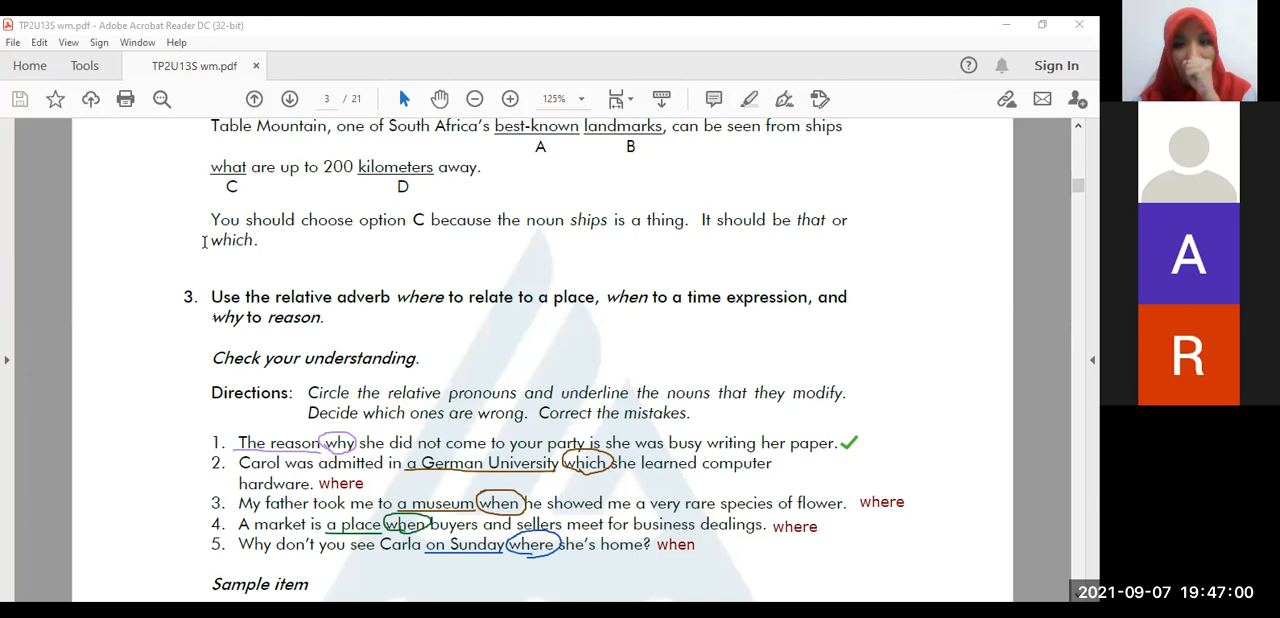 TP2U13S wm.pdf - Adobe Acrobat Reader DC (32-bit)
File Edit View Sign Window Help
Home Tools TP2U13S wm.pdf × Sign In
3 / 21 125%
Table Mountain, one of South Africa's best-known landmarks, can be seen from ships
A B
what are up to 200 kilometers away.
C D
You should choose option C because the noun ships is a thing. It should be that or
which.
3. Use the relative adverb where to relate to a place, when to a time expression, and
why to reason.
Check your understanding.
Directions: Circle the relative pronouns and underline the nouns that they modify.
Decide which ones are wrong. Correct the mistakes.
1. The reason why she did not come to your party is she was busy writing her paper.
2. Carol was admitted in a German University which she learned computer
hardware. where
3. My father took me to a museum when he showed me a very rare species of flower. where
4. A market is a place when buyers and sellers meet for business dealings. where
5. Why don't you see Carla on Sunday where she's home? when
Sample item
A
R
2021-09-07 19:47:00